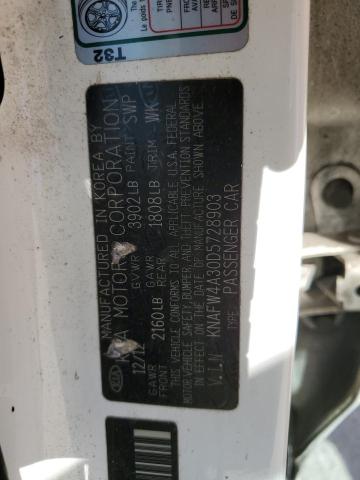 MANUFACTURED IN KOREA BY
KIA MOTORS CORPORATION
12/12 GVWR 3902LB PAINT SWP
GAWR FRONT 2160LB GAWR REAR 1808LB TRIM WK
THIS VEHICLE CONFORMS TO ALL APPLICABLE U.S.A. FEDERAL
MOTOR VEHICLE SAFETY, BUMPER, AND THEFT PREVENTION STANDARDS
IN EFFECT ON THE DATE OF MANUFACTURE SHOWN ABOVE.
V.I.N KNAFW4A30D5728903
TYPE: PASSENGER CAR
KIA
T32
Le